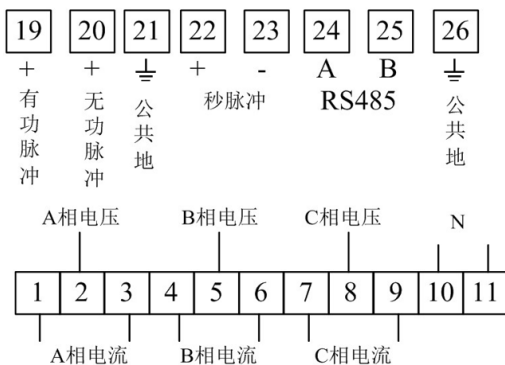 19 20 21 22 23 24 25 26
+ + + - A B
有功脉冲 无功脉冲 公共地 秒脉冲 RS485 公共地
A相电压 B相电压 C相电压 N
1 2 3 4 5 6 7 8 9 10 11
A相电流 B相电流 C相电流